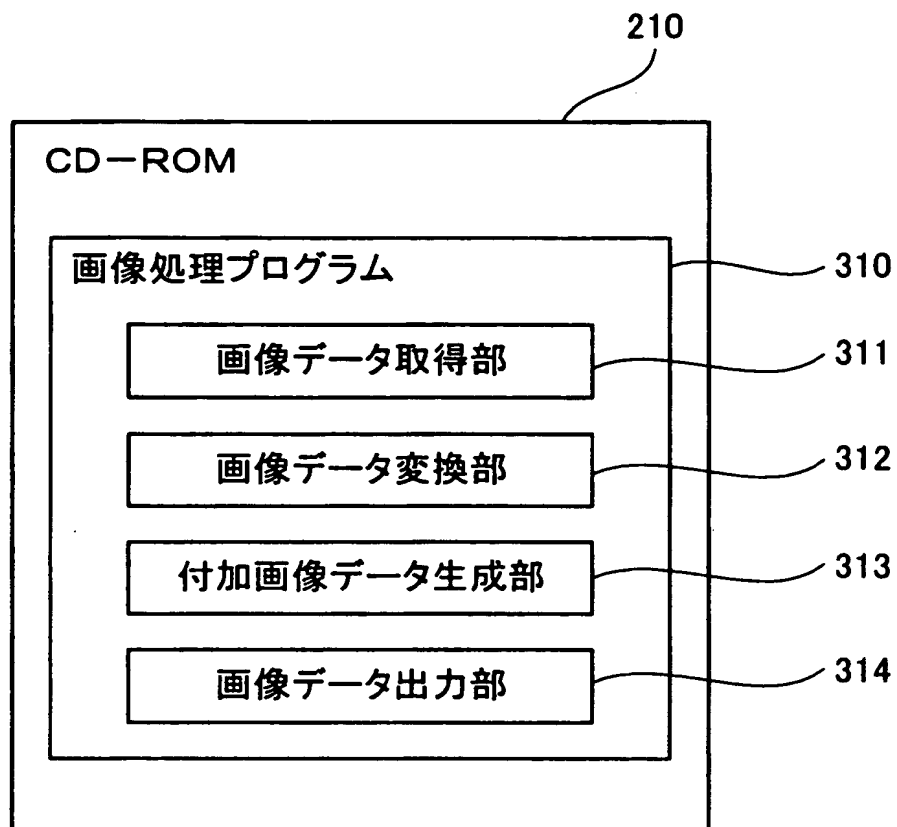 210
CD－ROM
画像処理プログラム
310
画像データ取得部
311
画像データ変換部
312
付加画像データ生成部
313
画像データ出力部
314